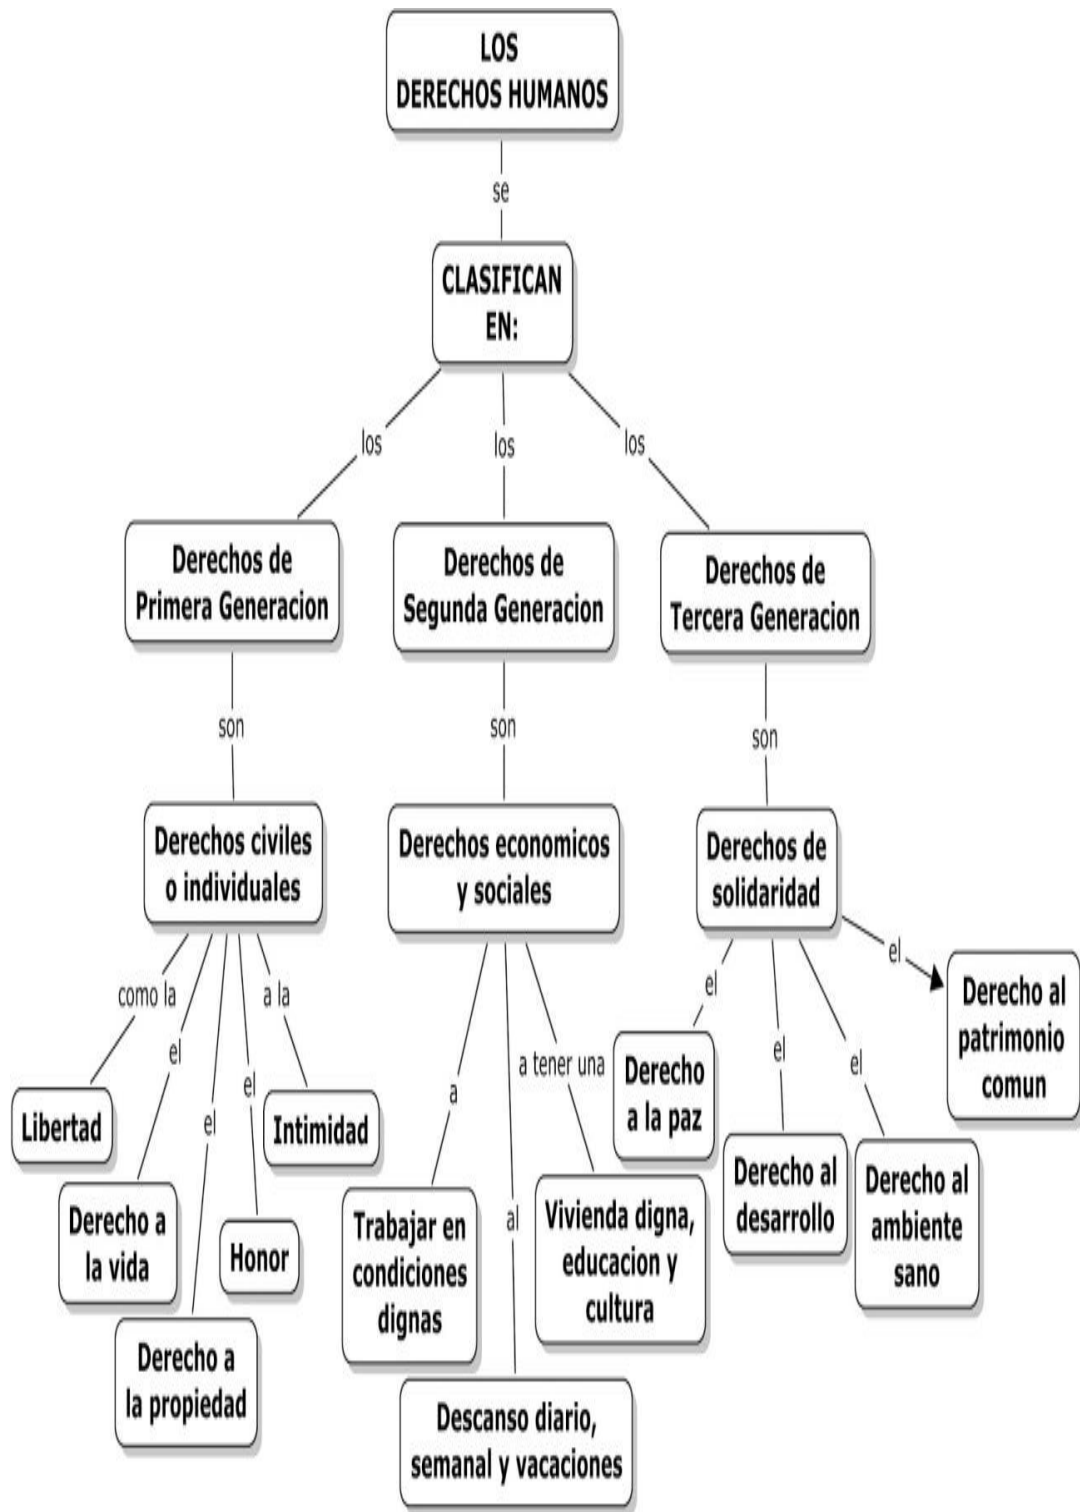 LOS
DERECHOS HUMANOS
se
CLASIFICAN
EN:
los
los
los
Derechos de
Primera Generacion
Derechos de
Segunda Generacion
Derechos de
Tercera Generacion
son
son
son
Derechos civiles
o individuales
Derechos economicos
y sociales
Derechos de
solidaridad
como la
el
el
el
a la
Libertad
Derecho a
la vida
Derecho a
la propiedad
Honor
Intimidad
a
al
a tener una
Trabajar en
condiciones
dignas
Descanso diario,
semanal y vacaciones
Vivienda digna,
educacion y
cultura
el
el
el
el
Derecho
a la paz
Derecho al
desarrollo
Derecho al
ambiente
sano
Derecho al
patrimonio
comun